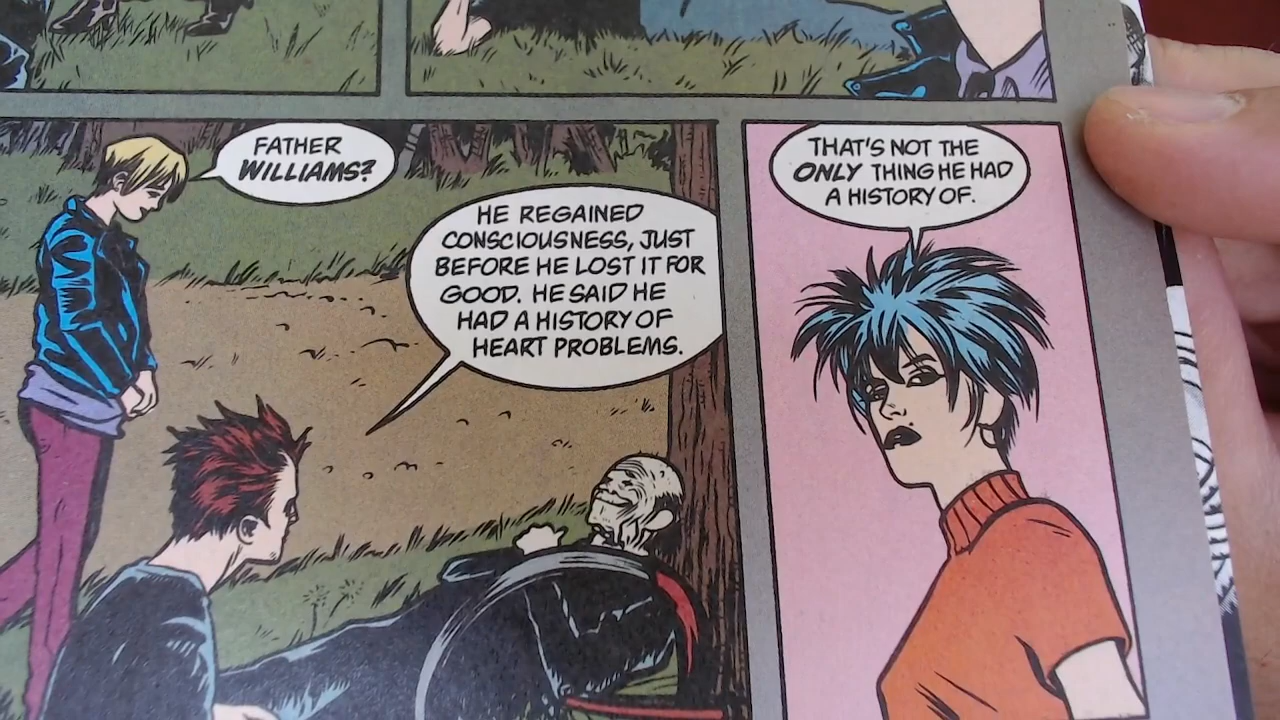 FATHER
WILLIAMS?
HE REGAINED
CONSCIOUSNESS, JUST
BEFORE HE LOST IT FOR
GOOD. HE SAID HE
HAD A HISTORY OF
HEART PROBLEMS.
THAT'S NOT THE
ONLY THING HE HAD
A HISTORY OF.